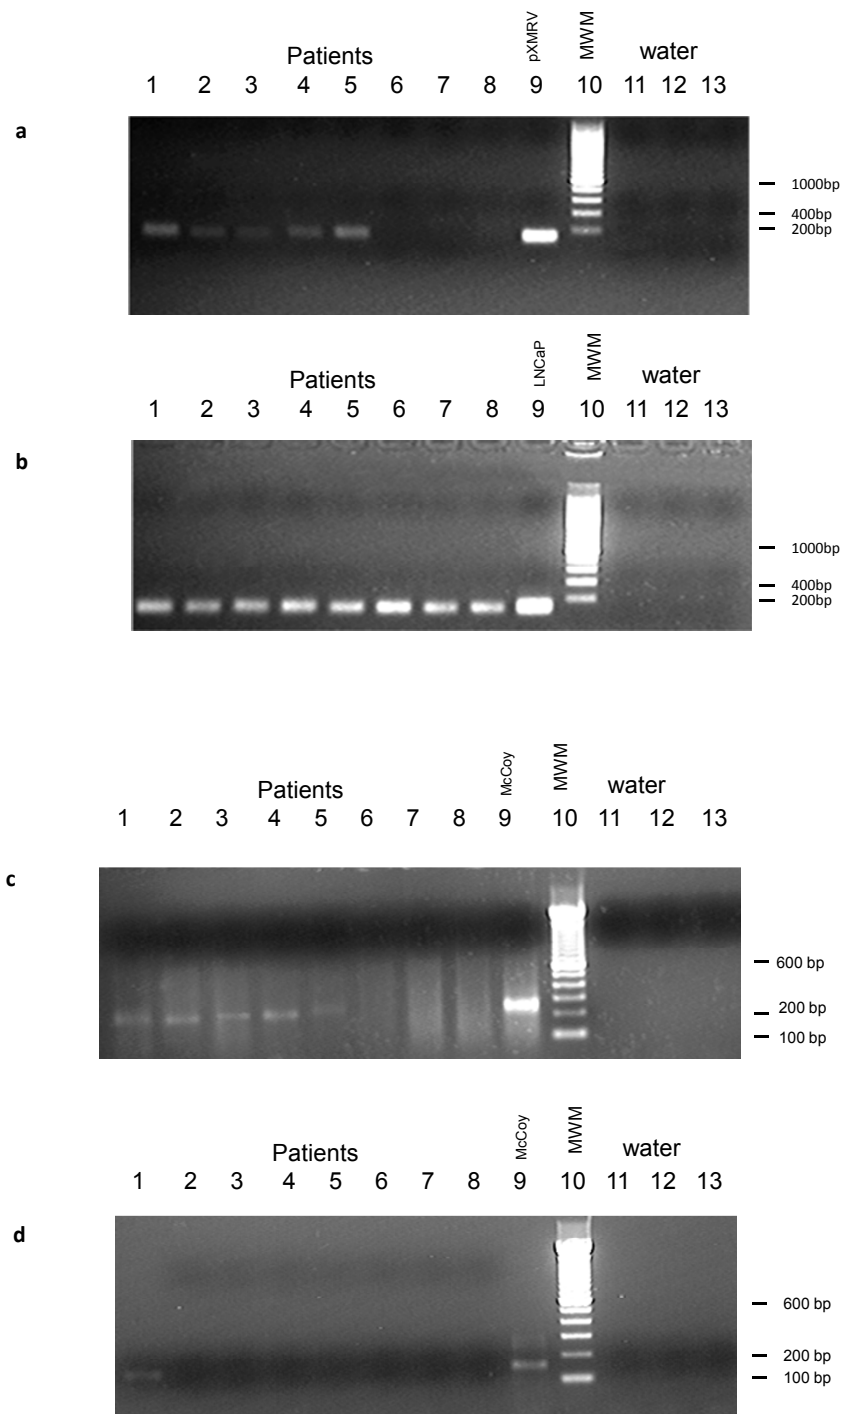 Patients pXMRV MWM water
1 2 3 4 5 6 7 8 9 10 11 12 13
a
1000bp
400bp
200bp
Patients LNCaP MWM water
1 2 3 4 5 6 7 8 9 10 11 12 13
b
1000bp
400bp
200bp
Patients McCoy MWM water
1 2 3 4 5 6 7 8 9 10 11 12 13
c
600 bp
200 bp
100 bp
Patients McCoy MWM water
1 2 3 4 5 6 7 8 9 10 11 12 13
d
600 bp
200 bp
100 bp